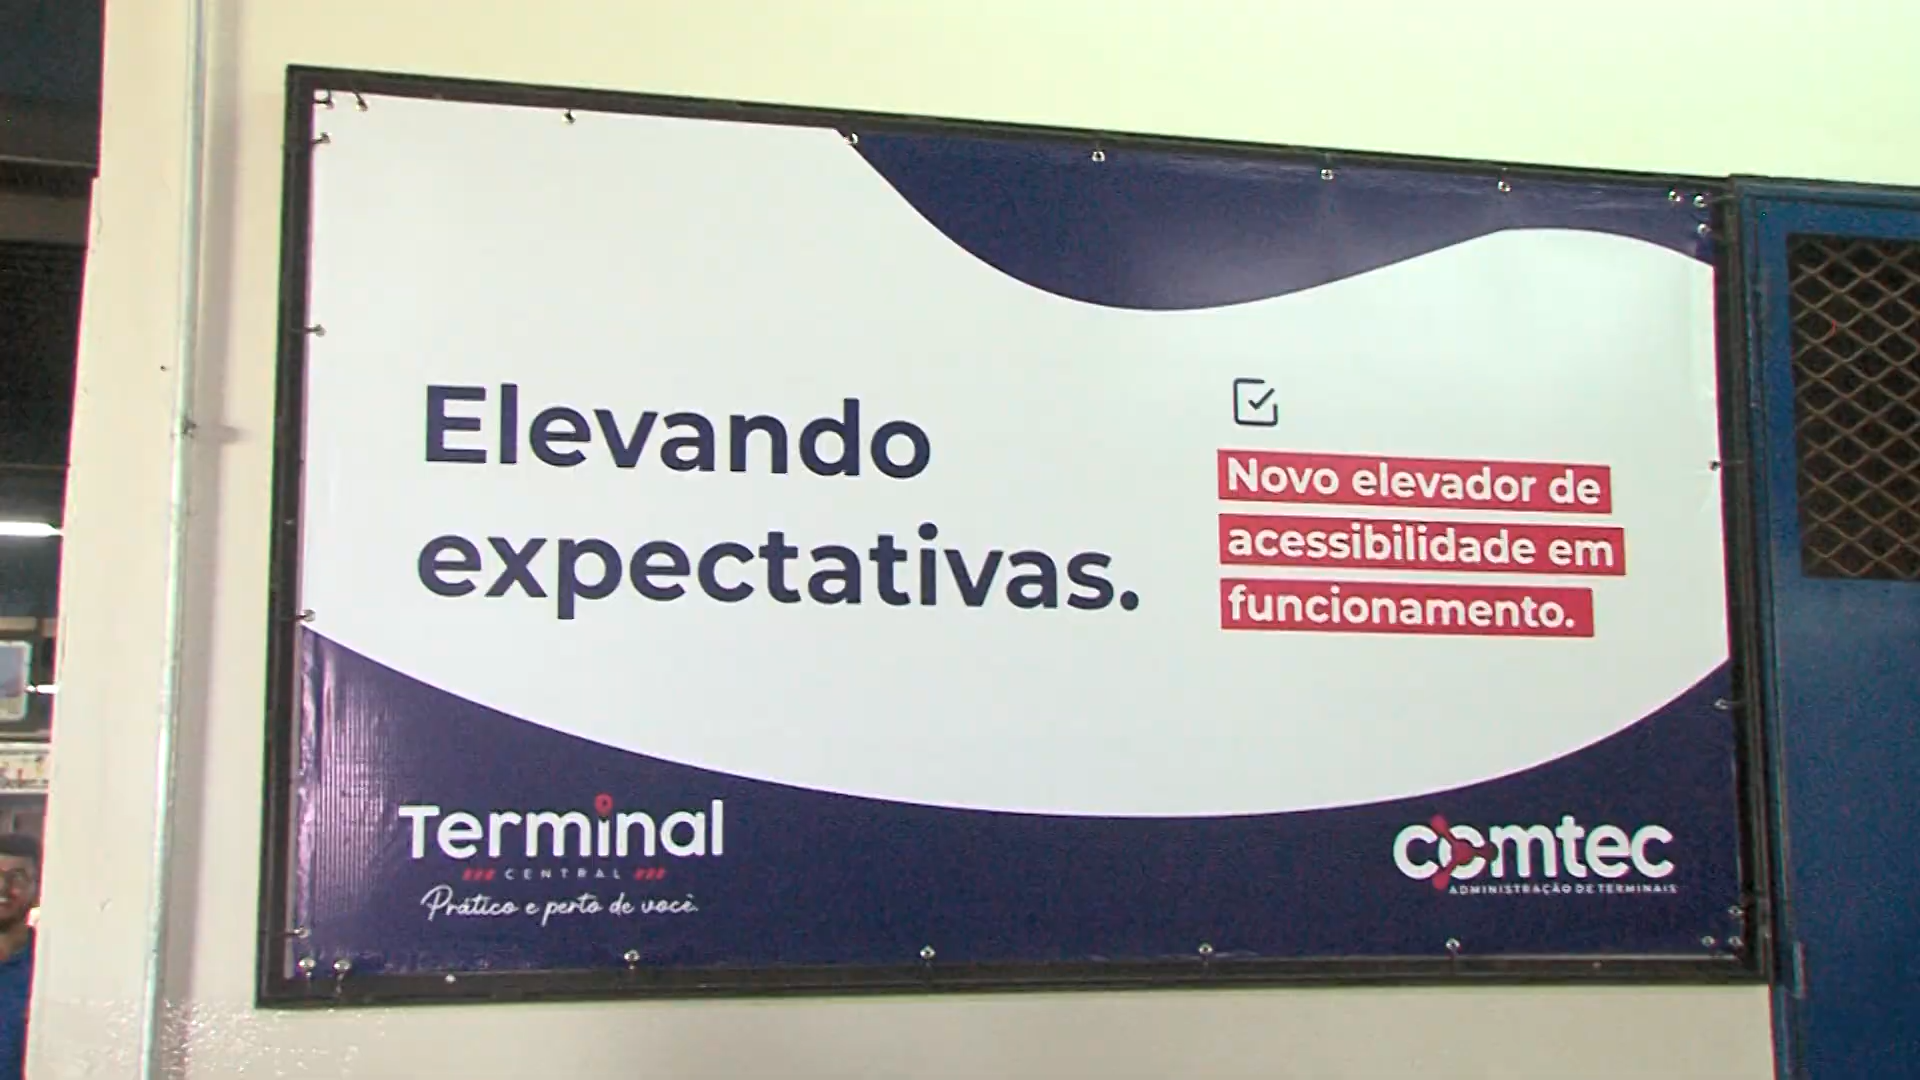 Elevando
expectativas.
Novo elevador de
acessibilidade em
funcionamento.
Terminal
CENTRAL
Prático e perto de você.
comtec
ADMINISTRAÇÃO DE TERMINAIS